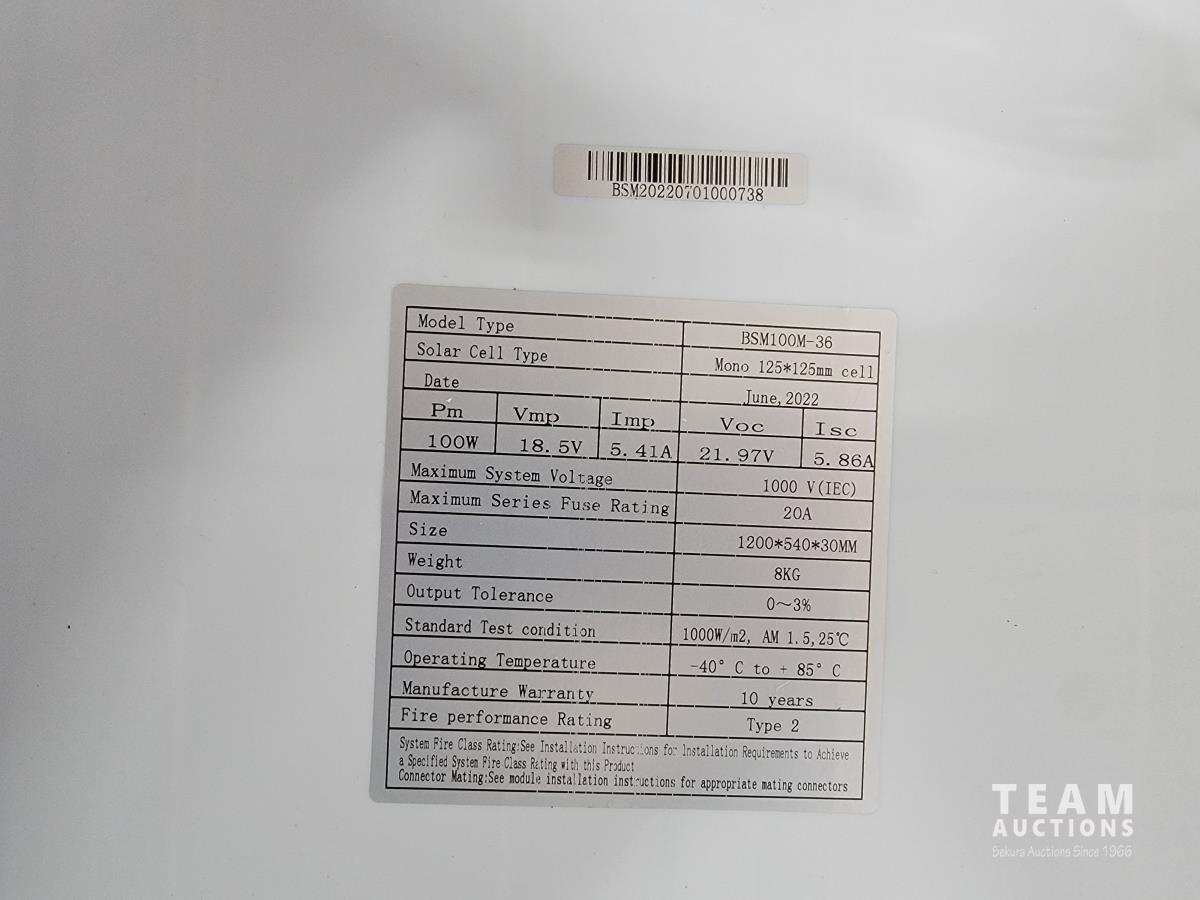 BSM20220701000738
Model Type BSM100M-36
Solar Cell Type Mono 125*125mm cell
Date June,2022
Pm Vmp Imp Voc Isc
100W 18.5V 5.41A 21.97V 5.86A
Maximum System Voltage 1000 V(IEC)
Maximum Series Fuse Rating 20A
Size 1200*540*30MM
Weight 8KG
Output Tolerance 0～3%
Standard Test condition 1000W/m2, AM 1.5,25℃
Operating Temperature -40° C to + 85° C
Manufacture Warranty 10 years
Fire performance Rating Type 2
System Fire Class Rating:See Installation Instructions for Installation Requirements to Achieve
a Specified System Fire Class Rating with this Product
Connector Mating:See module installation instructions for appropriate mating connectors
TEAM
AUCTIONS
Sekura Auctions Since 1966